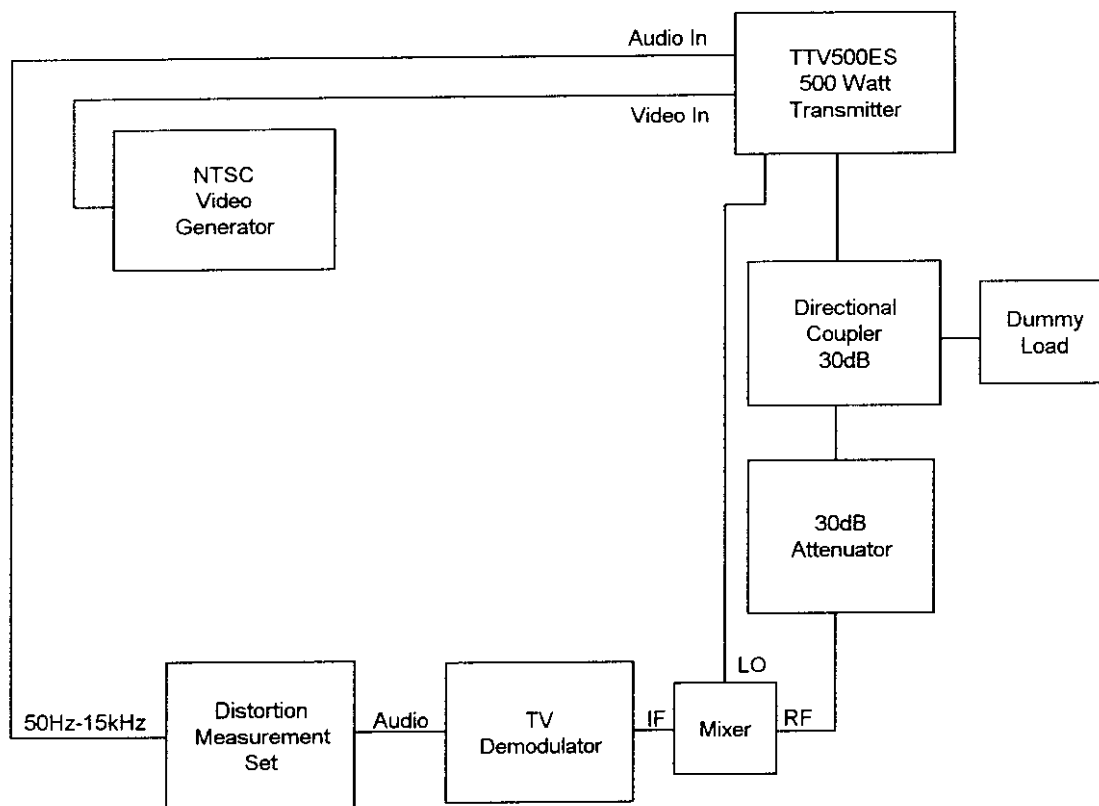 Audio In
TTV500ES
500 Watt
Transmitter
Video In
NTSC
Video
Generator
Directional
Coupler
30dB
Dummy
Load
30dB
Attenuator
LO
50Hz-15kHz
Distortion
Measurement
Set
Audio
TV
Demodulator
IF
Mixer
RF